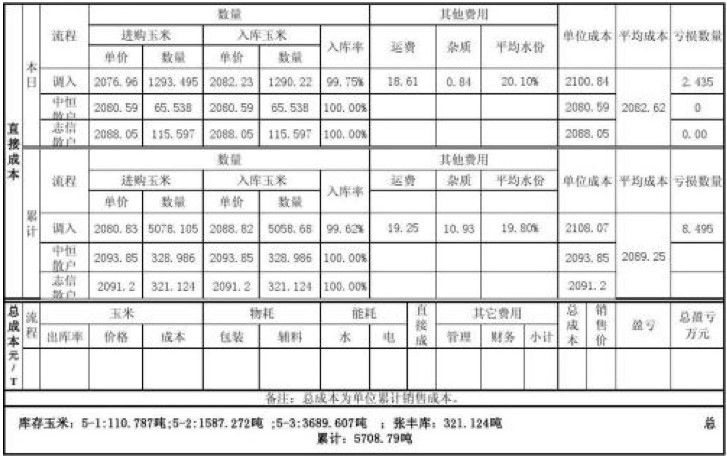 直接成本
本日
流程 数量 其他费用 单位成本 平均成本 亏损数量
进购玉米 入库玉米 入库率 运费 杂质 平均水份
单价 数量 单价 数量
调入 2076.96 1293.495 2082.23 1290.22 99.75% 18.61 0.84 20.10% 2100.84 2082.62 2.435
中恒散户 2080.59 65.538 2080.59 65.538 100.00% 2080.59 0
志信散户 2088.05 115.597 2088.05 115.597 100.00% 2088.05 0.00
累计
流程 数量 其他费用 单位成本 平均成本 亏损数量
进购玉米 入库玉米 入库率 运费 杂质 平均水份
单价 数量 单价 数量
调入 2080.83 5078.105 2088.82 5058.68 99.62% 19.25 10.93 19.80% 2108.07 2089.25 8.495
中恒散户 2093.85 328.986 2093.85 328.986 100.00% 2093.85
志信散户 2091.2 321.124 2091.2 321.124 100.00% 2091.2
总成本元/T
流程 玉米 物耗 能耗 直接成 其它费用 总成本 销售价 盈亏 总盈亏万元
出库率 价格 成本 包装 辅料 水 电 管理 财务 小计
备注：总成本为单位累计销售成本。
库存玉米：5-1:110.787吨;5-2:1587.272吨 ;5-3:3689.607吨 ；张丰库：321.124吨 总
累计：5708.79吨